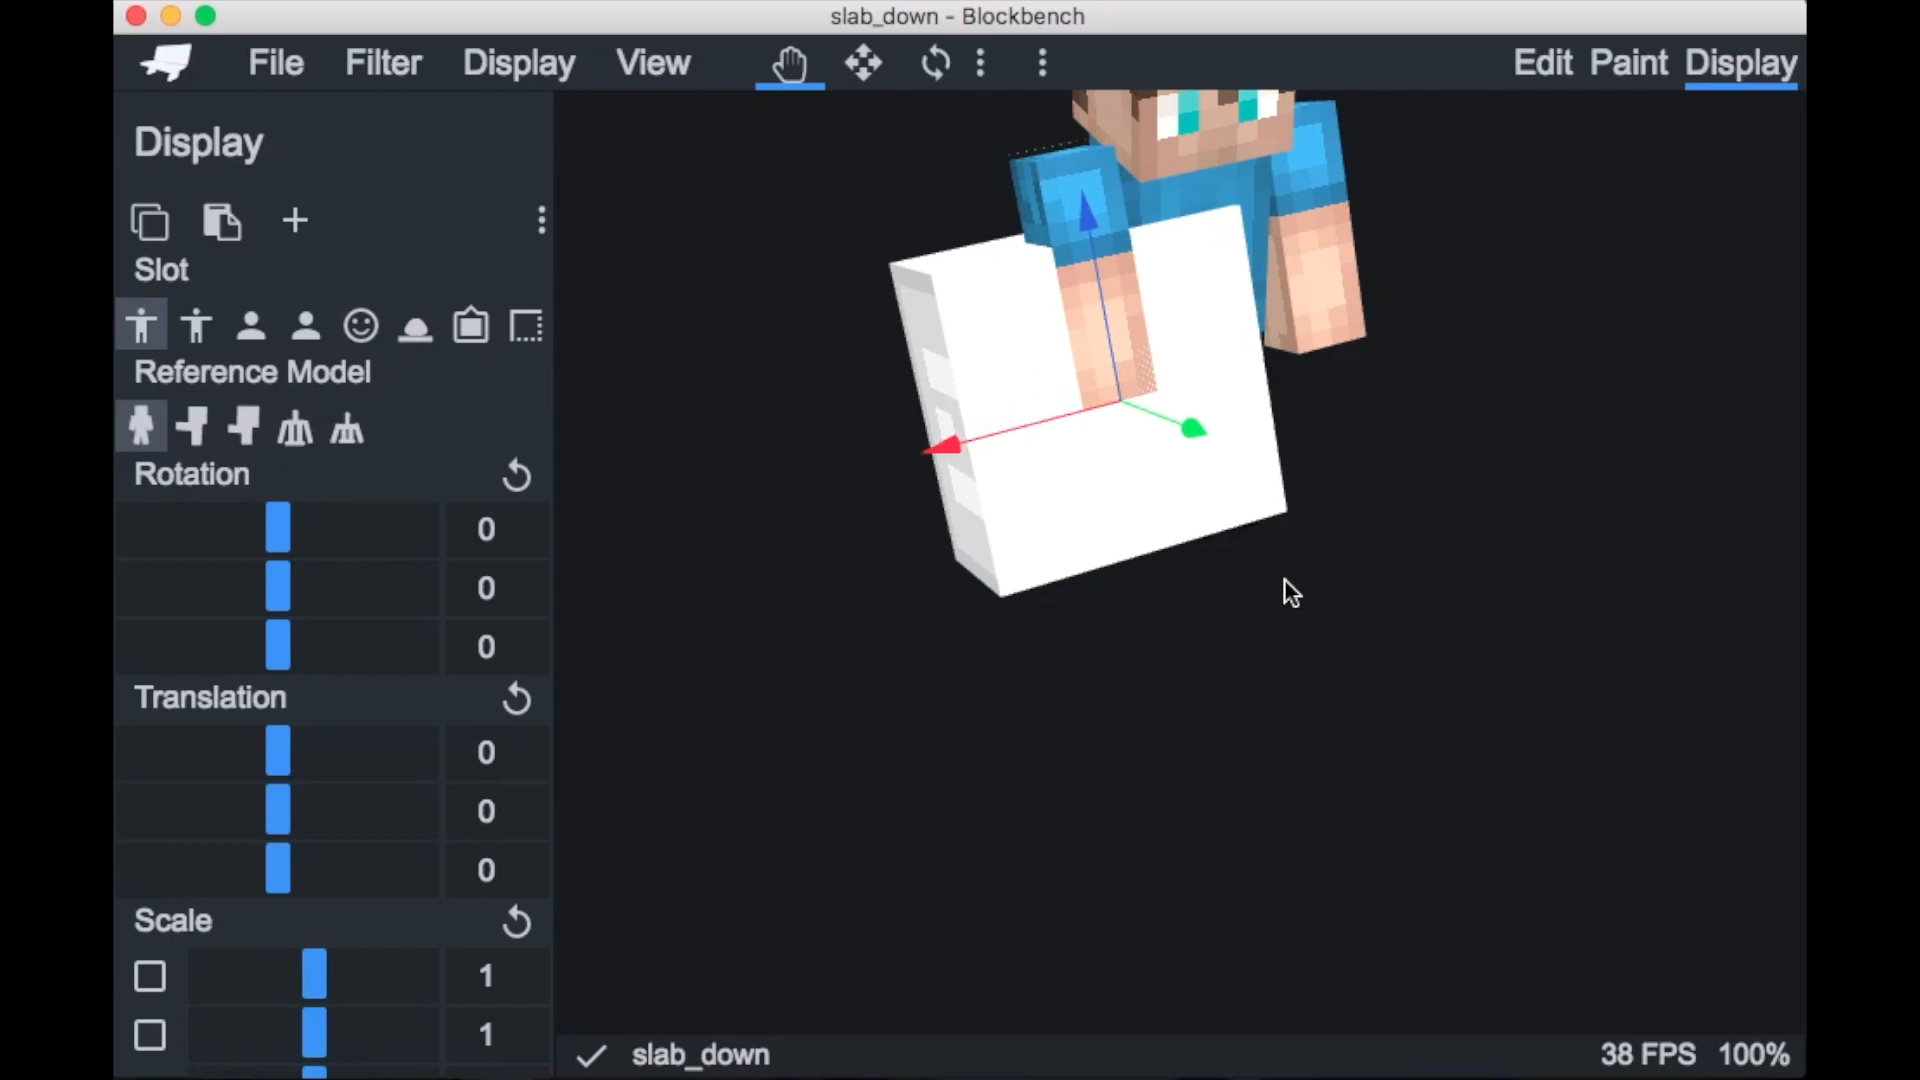 slab_down - Blockbench
File Filter Display View Edit Paint Display
Display
Slot
Reference Model
Rotation
0
0
0
Translation
0
0
0
Scale
1
1
slab_down 38 FPS 100%